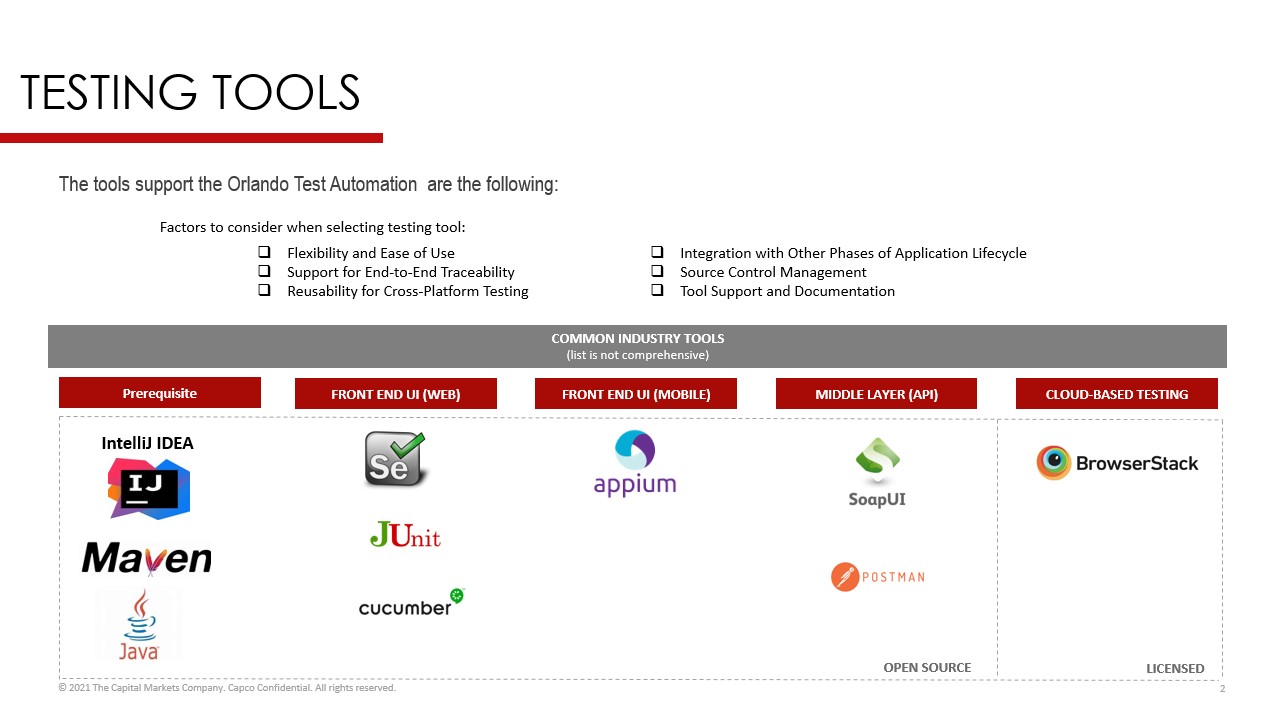 TESTING TOOLS
The tools support the Orlando Test Automation  are the following:
Factors to consider when selecting testing tool:
❑ Flexibility and Ease of Use
❑ Support for End-to-End Traceability
❑ Reusability for Cross-Platform Testing
❑ Integration with Other Phases of Application Lifecycle
❑ Source Control Management
❑ Tool Support and Documentation
COMMON INDUSTRY TOOLS
(list is not comprehensive)
Prerequisite
FRONT END UI (WEB)
FRONT END UI (MOBILE)
MIDDLE LAYER (API)
CLOUD-BASED TESTING
IntelliJ IDEA
IJ
Maven
Java
Se
JUnit
cucumber
appium
SoapUI
POSTMAN
OPEN SOURCE
BrowserStack
LICENSED
© 2021 The Capital Markets Company. Capco Confidential. All rights reserved.
2